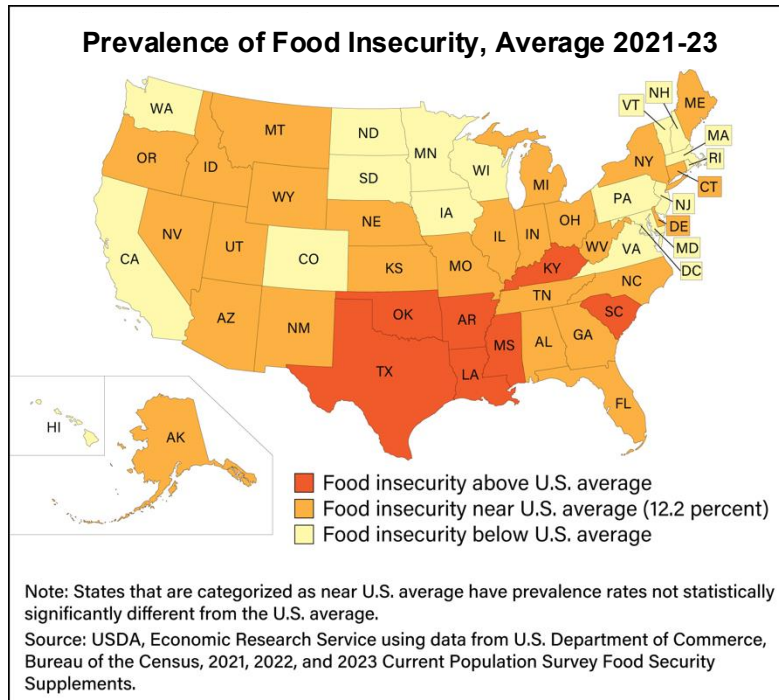 Prevalence of Food Insecurity, Average 2021-23
WA
MT
ND
MN
VT
NH
ME
OR
ID
WY
SD
WI
MI
NY
MA
RI
CT
NV
UT
CO
NE
IA
IL
IN
OH
PA
NJ
DE
CA
KS
MO
KY
WV
VA
MD
DC
AZ
NM
OK
AR
TN
NC
TX
LA
MS
AL
GA
SC
FL
HI
AK
Food insecurity above U.S. average
Food insecurity near U.S. average (12.2 percent)
Food insecurity below U.S. average
Note: States that are categorized as near U.S. average have prevalence rates not statistically
significantly different from the U.S. average.
Source: USDA, Economic Research Service using data from U.S. Department of Commerce,
Bureau of the Census, 2021, 2022, and 2023 Current Population Survey Food Security
Supplements.